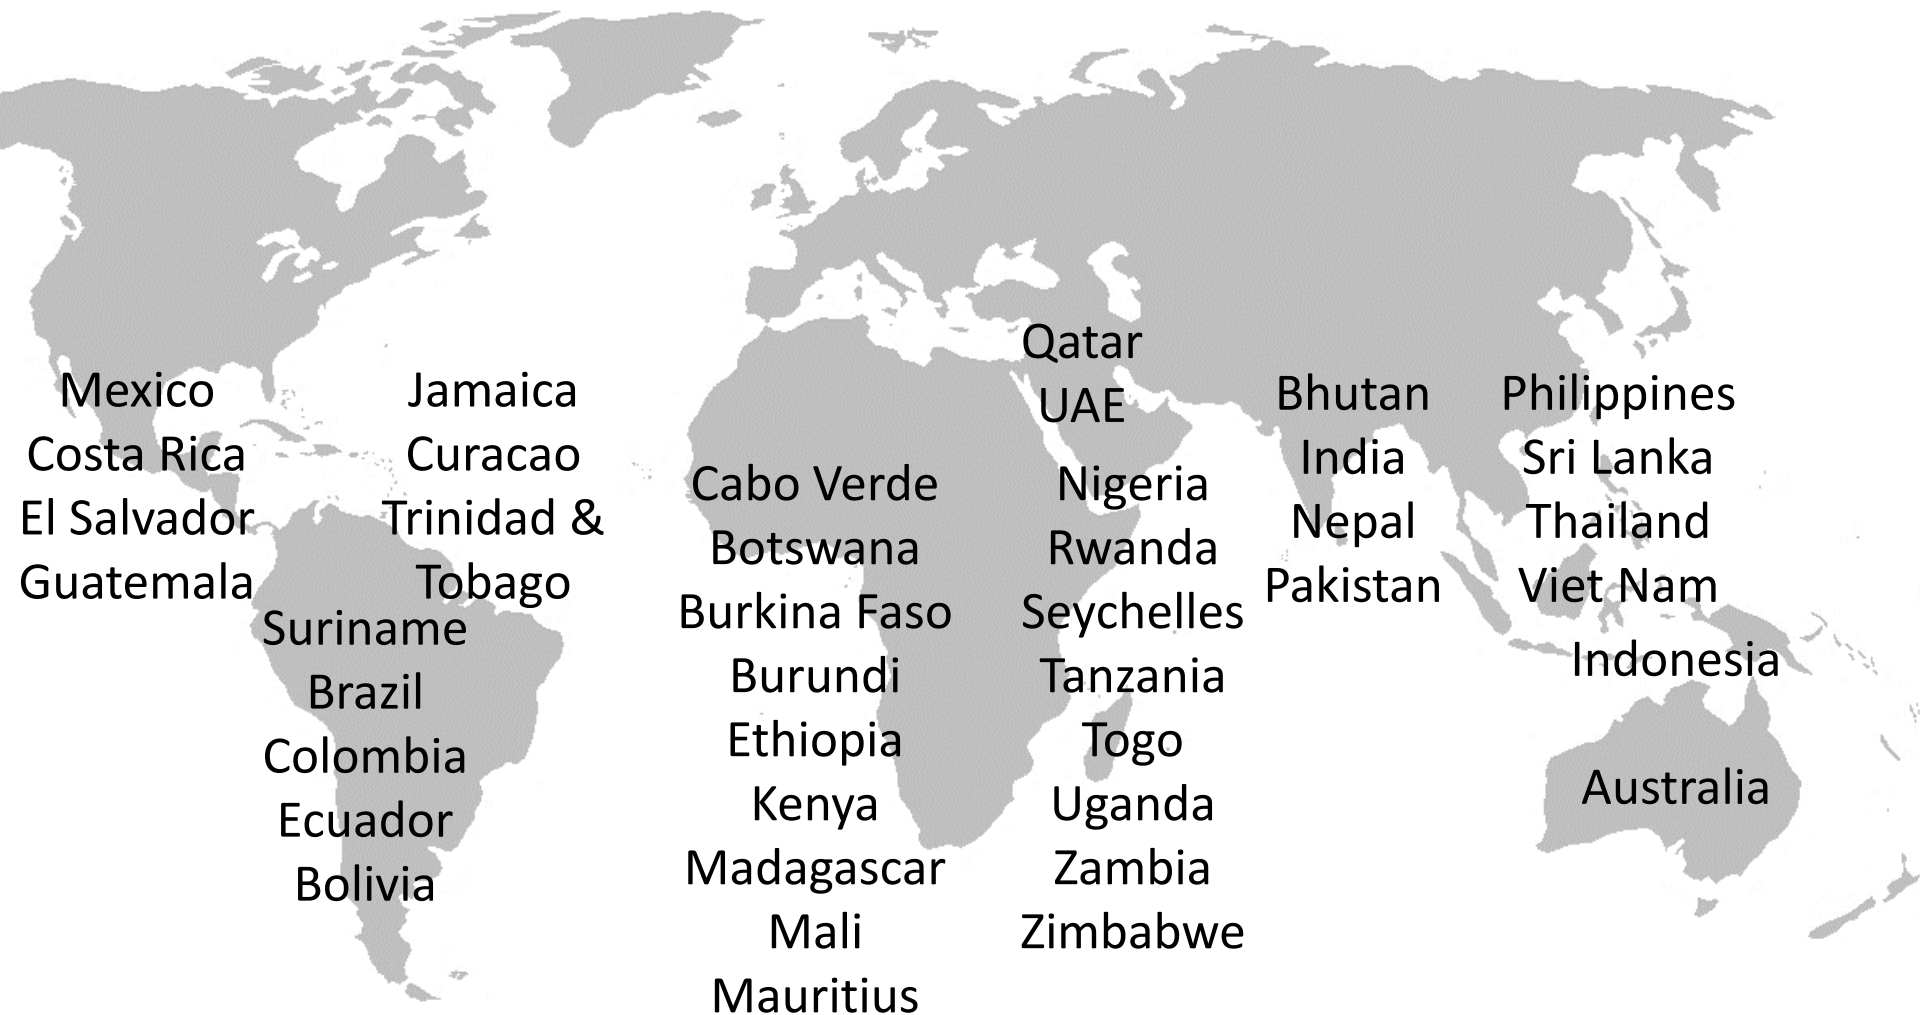 Mexico
Costa Rica
El Salvador
Guatemala
Jamaica
Curacao
Trinidad &
Tobago
Suriname
Brazil
Colombia
Ecuador
Bolivia
Cabo Verde
Botswana
Burkina Faso
Burundi
Ethiopia
Kenya
Madagascar
Mali
Mauritius
Qatar
UAE
Nigeria
Rwanda
Seychelles
Tanzania
Togo
Uganda
Zambia
Zimbabwe
Bhutan
India
Nepal
Pakistan
Philippines
Sri Lanka
Thailand
Viet Nam
Indonesia
Australia